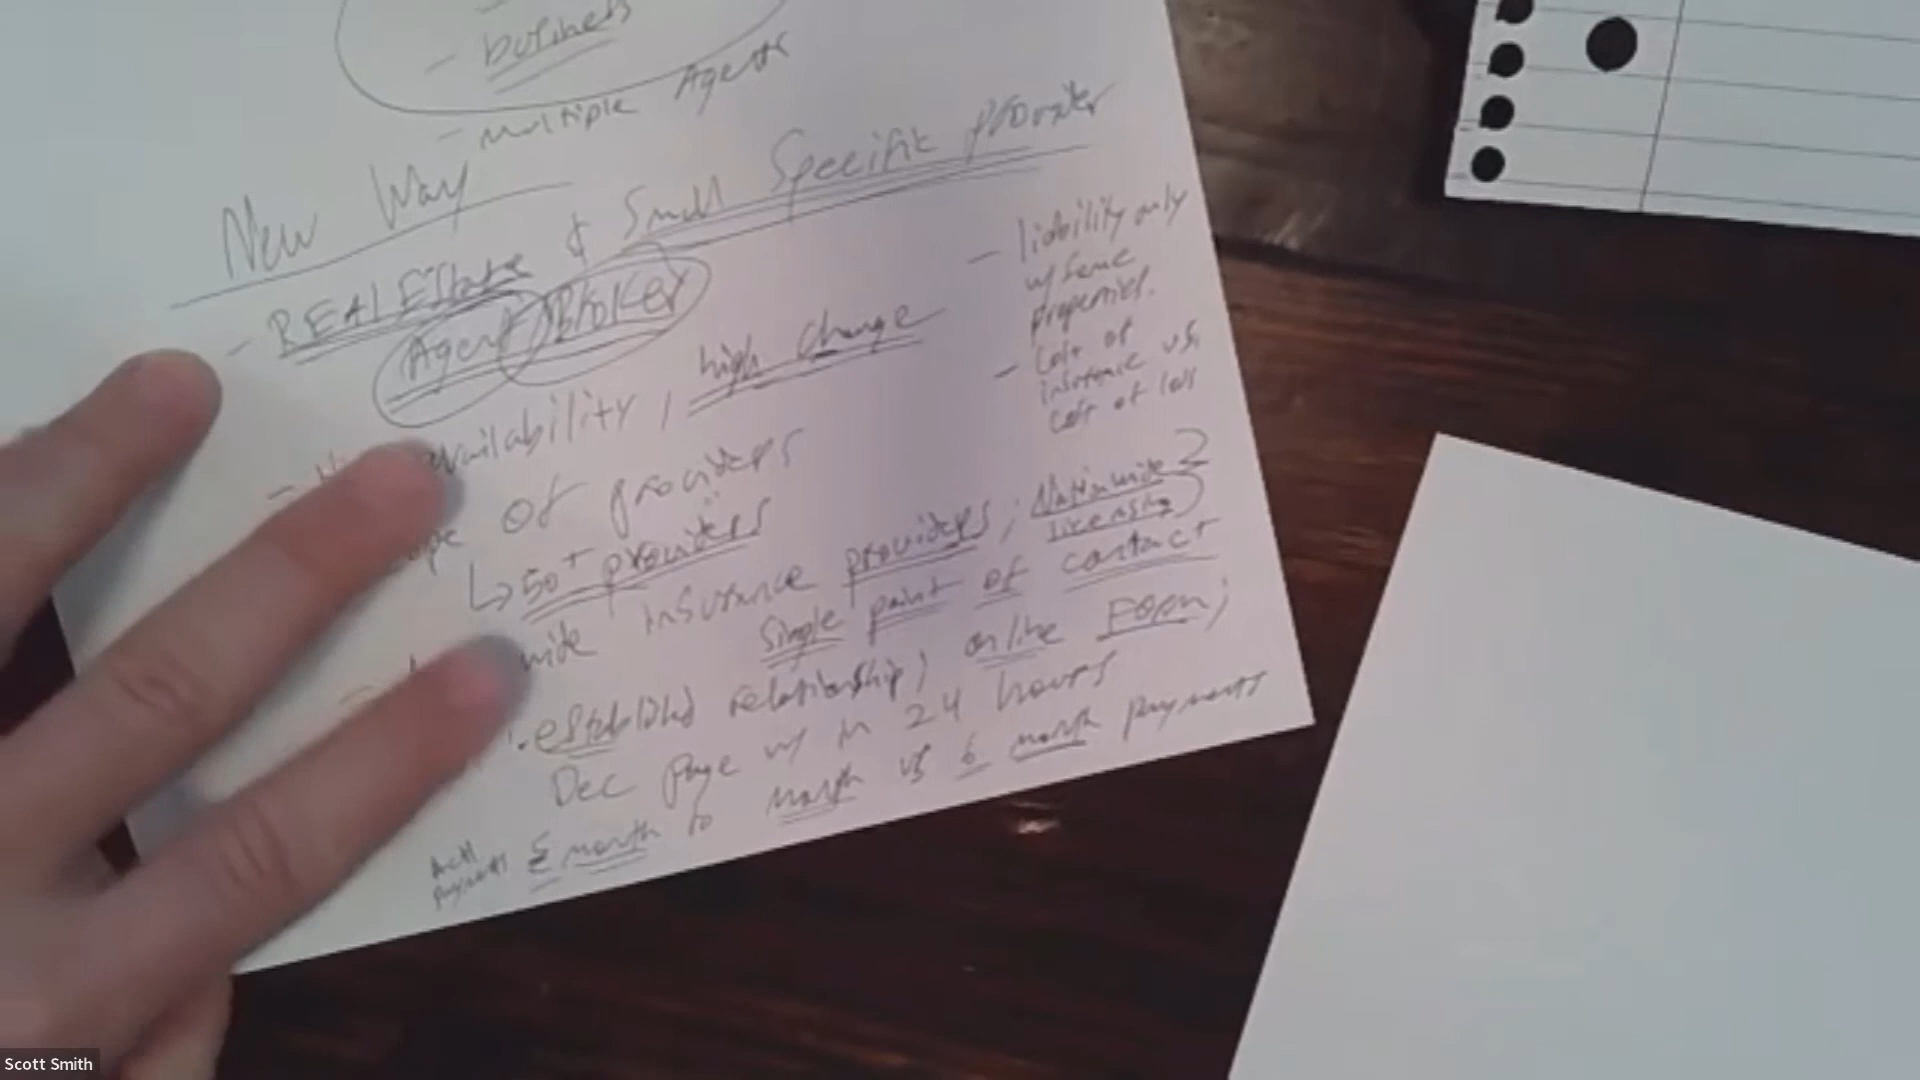 - business
- multiple Agents
New Way
- REAL EState & Small Specific provider
Agent Broker
- availability, high change
of providers
↳ 50+ providers
insurance providers; Nationwide
licensing
single point of contact
established relationship; online Form;
Dec page w/ in 24 hours
ACH
payments & month to month vs 6 month payments
- liability only
w/ some
properties.
- Cost of
insurance vs.
cost of loss
Scott Smith